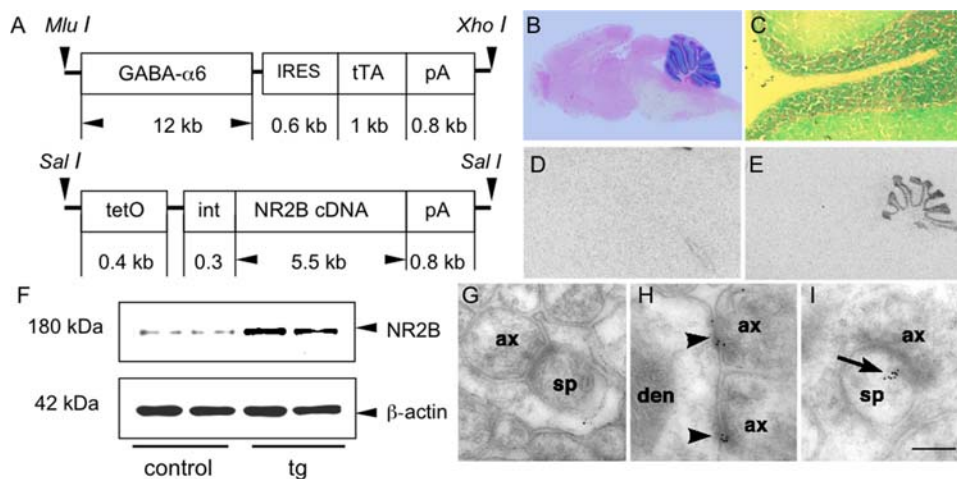 A
Mlu I
Xho I
GABA-α6
IRES
tTA
pA
12 kb
0.6 kb
1 kb
0.8 kb
Sal I
Sal I
tetO
int
NR2B cDNA
pA
0.4 kb
0.3
5.5 kb
0.8 kb
B
C
D
E
F
180 kDa
NR2B
42 kDa
β-actin
control
tg
G
ax
sp
H
ax
den
ax
I
ax
sp